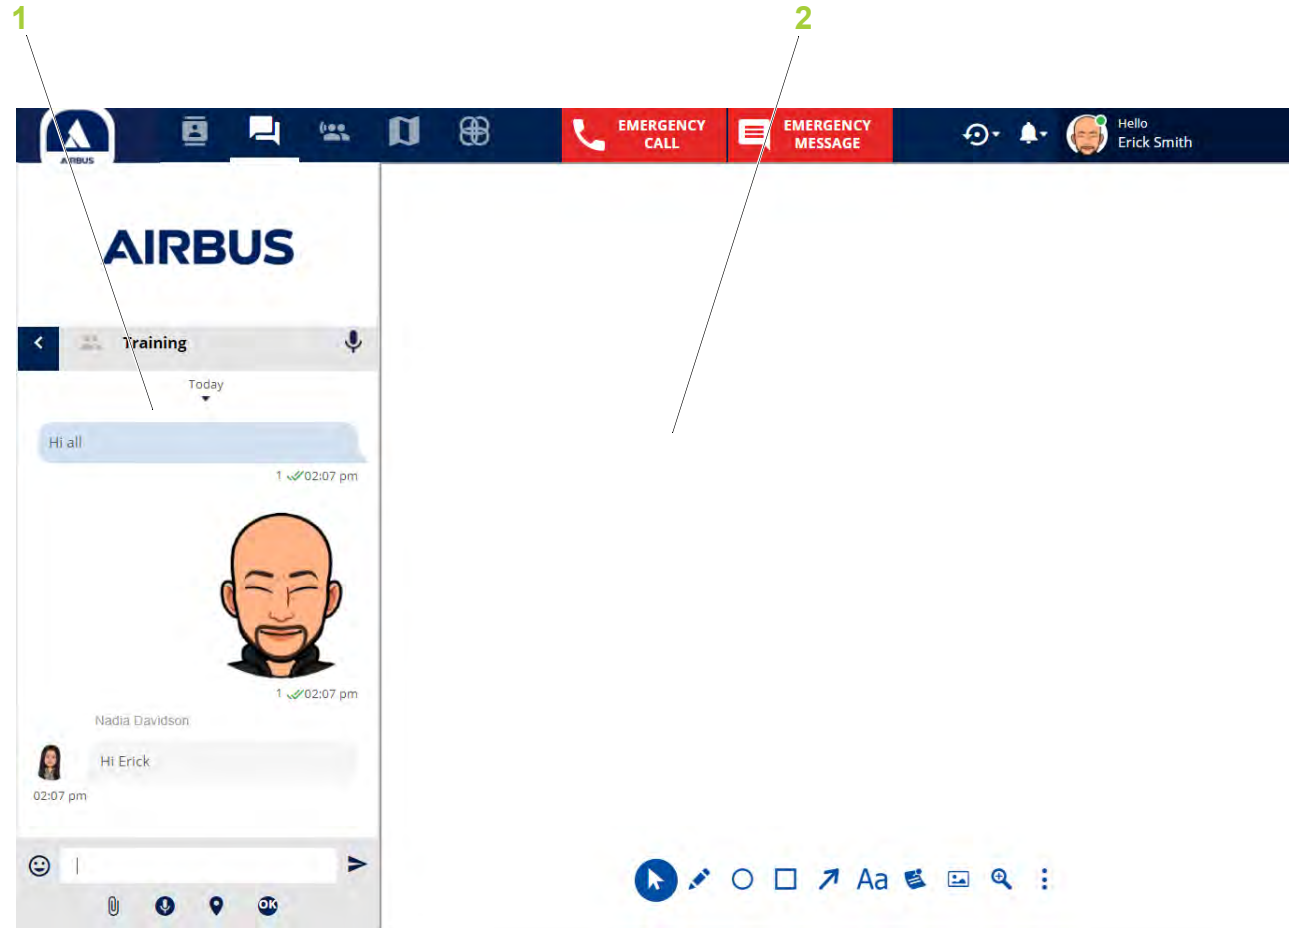 1
2
AIRBUS
EMERGENCY
CALL
EMERGENCY
MESSAGE
Hello
Erick Smith
AIRBUS
Training
Today
Hi all
1 02:07 pm
1 02:07 pm
Nadia Davidson
Hi Erick
02:07 pm
OK
Aa